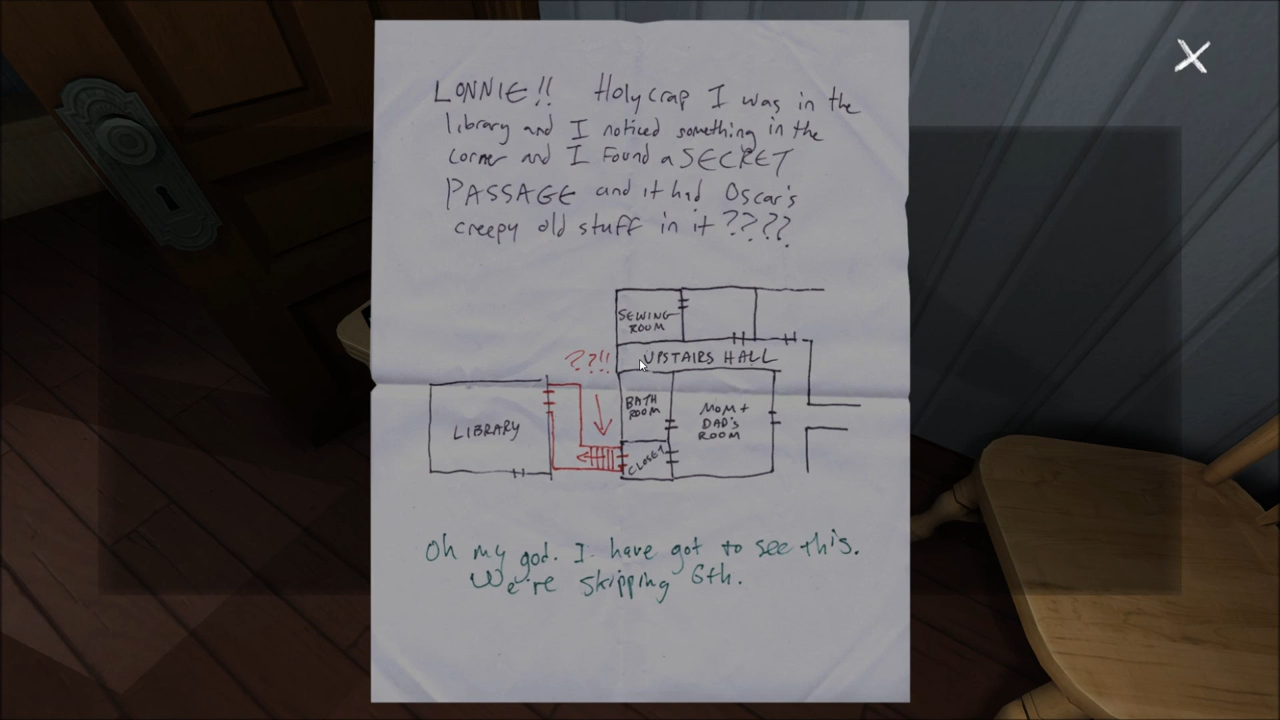 LONNIE!! Holy crap I was in the
library and I noticed something in the
corner and I found a SECRET
PASSAGE and it had Oscar's
creepy old stuff in it ????
SEWING
ROOM
??!!
UPSTAIRS HALL
LIBRARY
BATH
ROOM
MOM +
DAD'S
ROOM
CLOSET
Oh my god. I have got to see this.
We're skipping 6th.